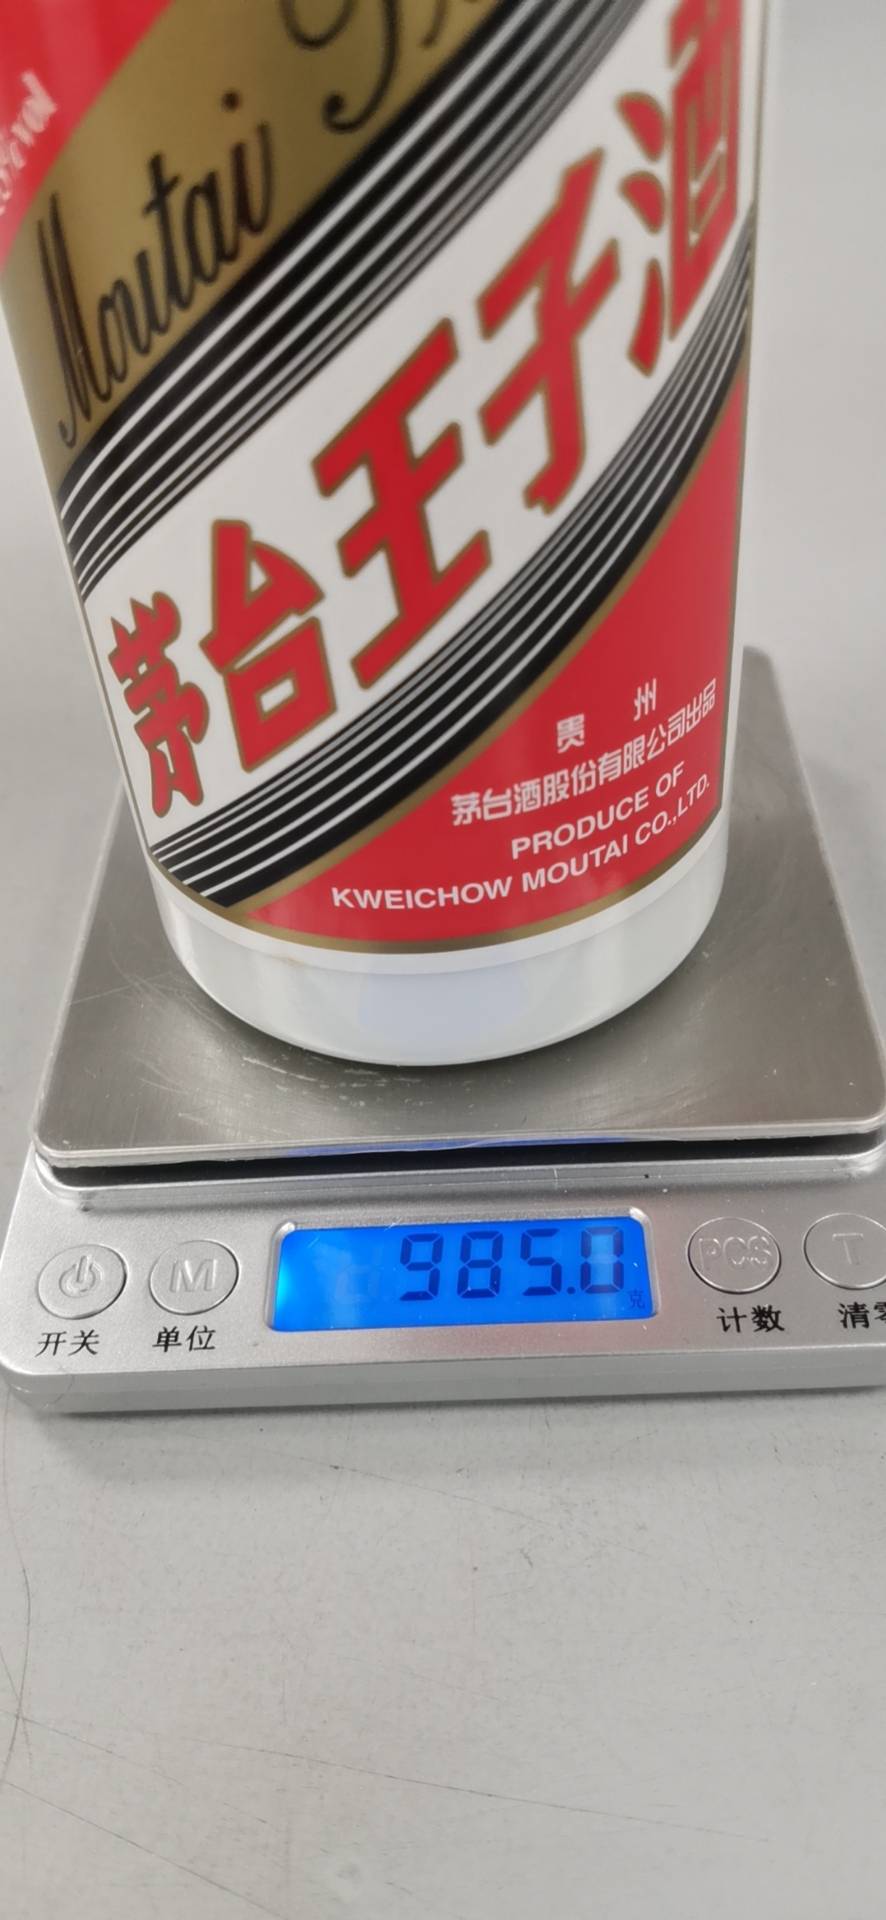 Moutai
茅台王子酒
贵 州
茅台酒股份有限公司出品
PRODUCE OF
KWEICHOW MOUTAI CO.,LTD.
985.0
克
M
PCS
T
开关
单位
计数
清零